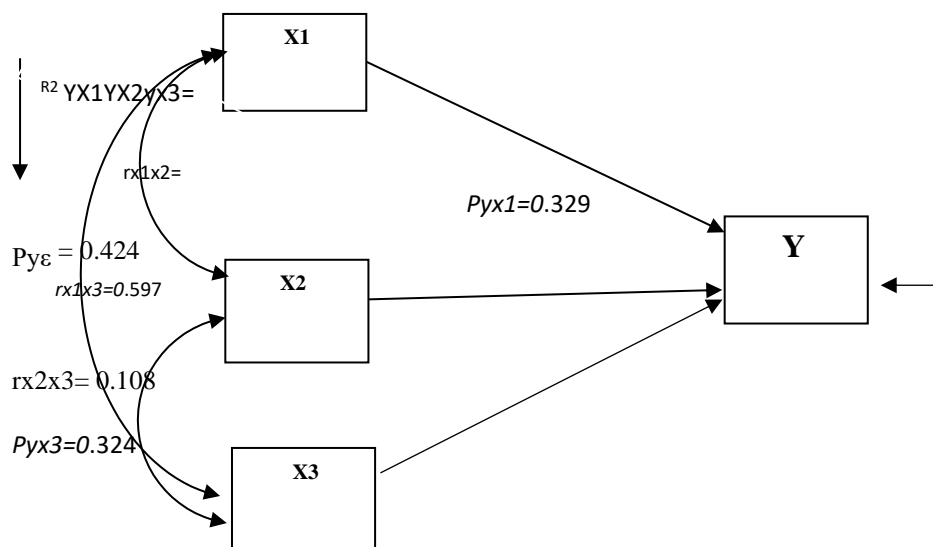 X1
R2 YX1YX2yx3=
rx1x2=
Pyx1=0.329
Y
Pyε = 0.424
X2
rx1x3=0.597
rx2x3= 0.108
Pyx3=0.324
X3